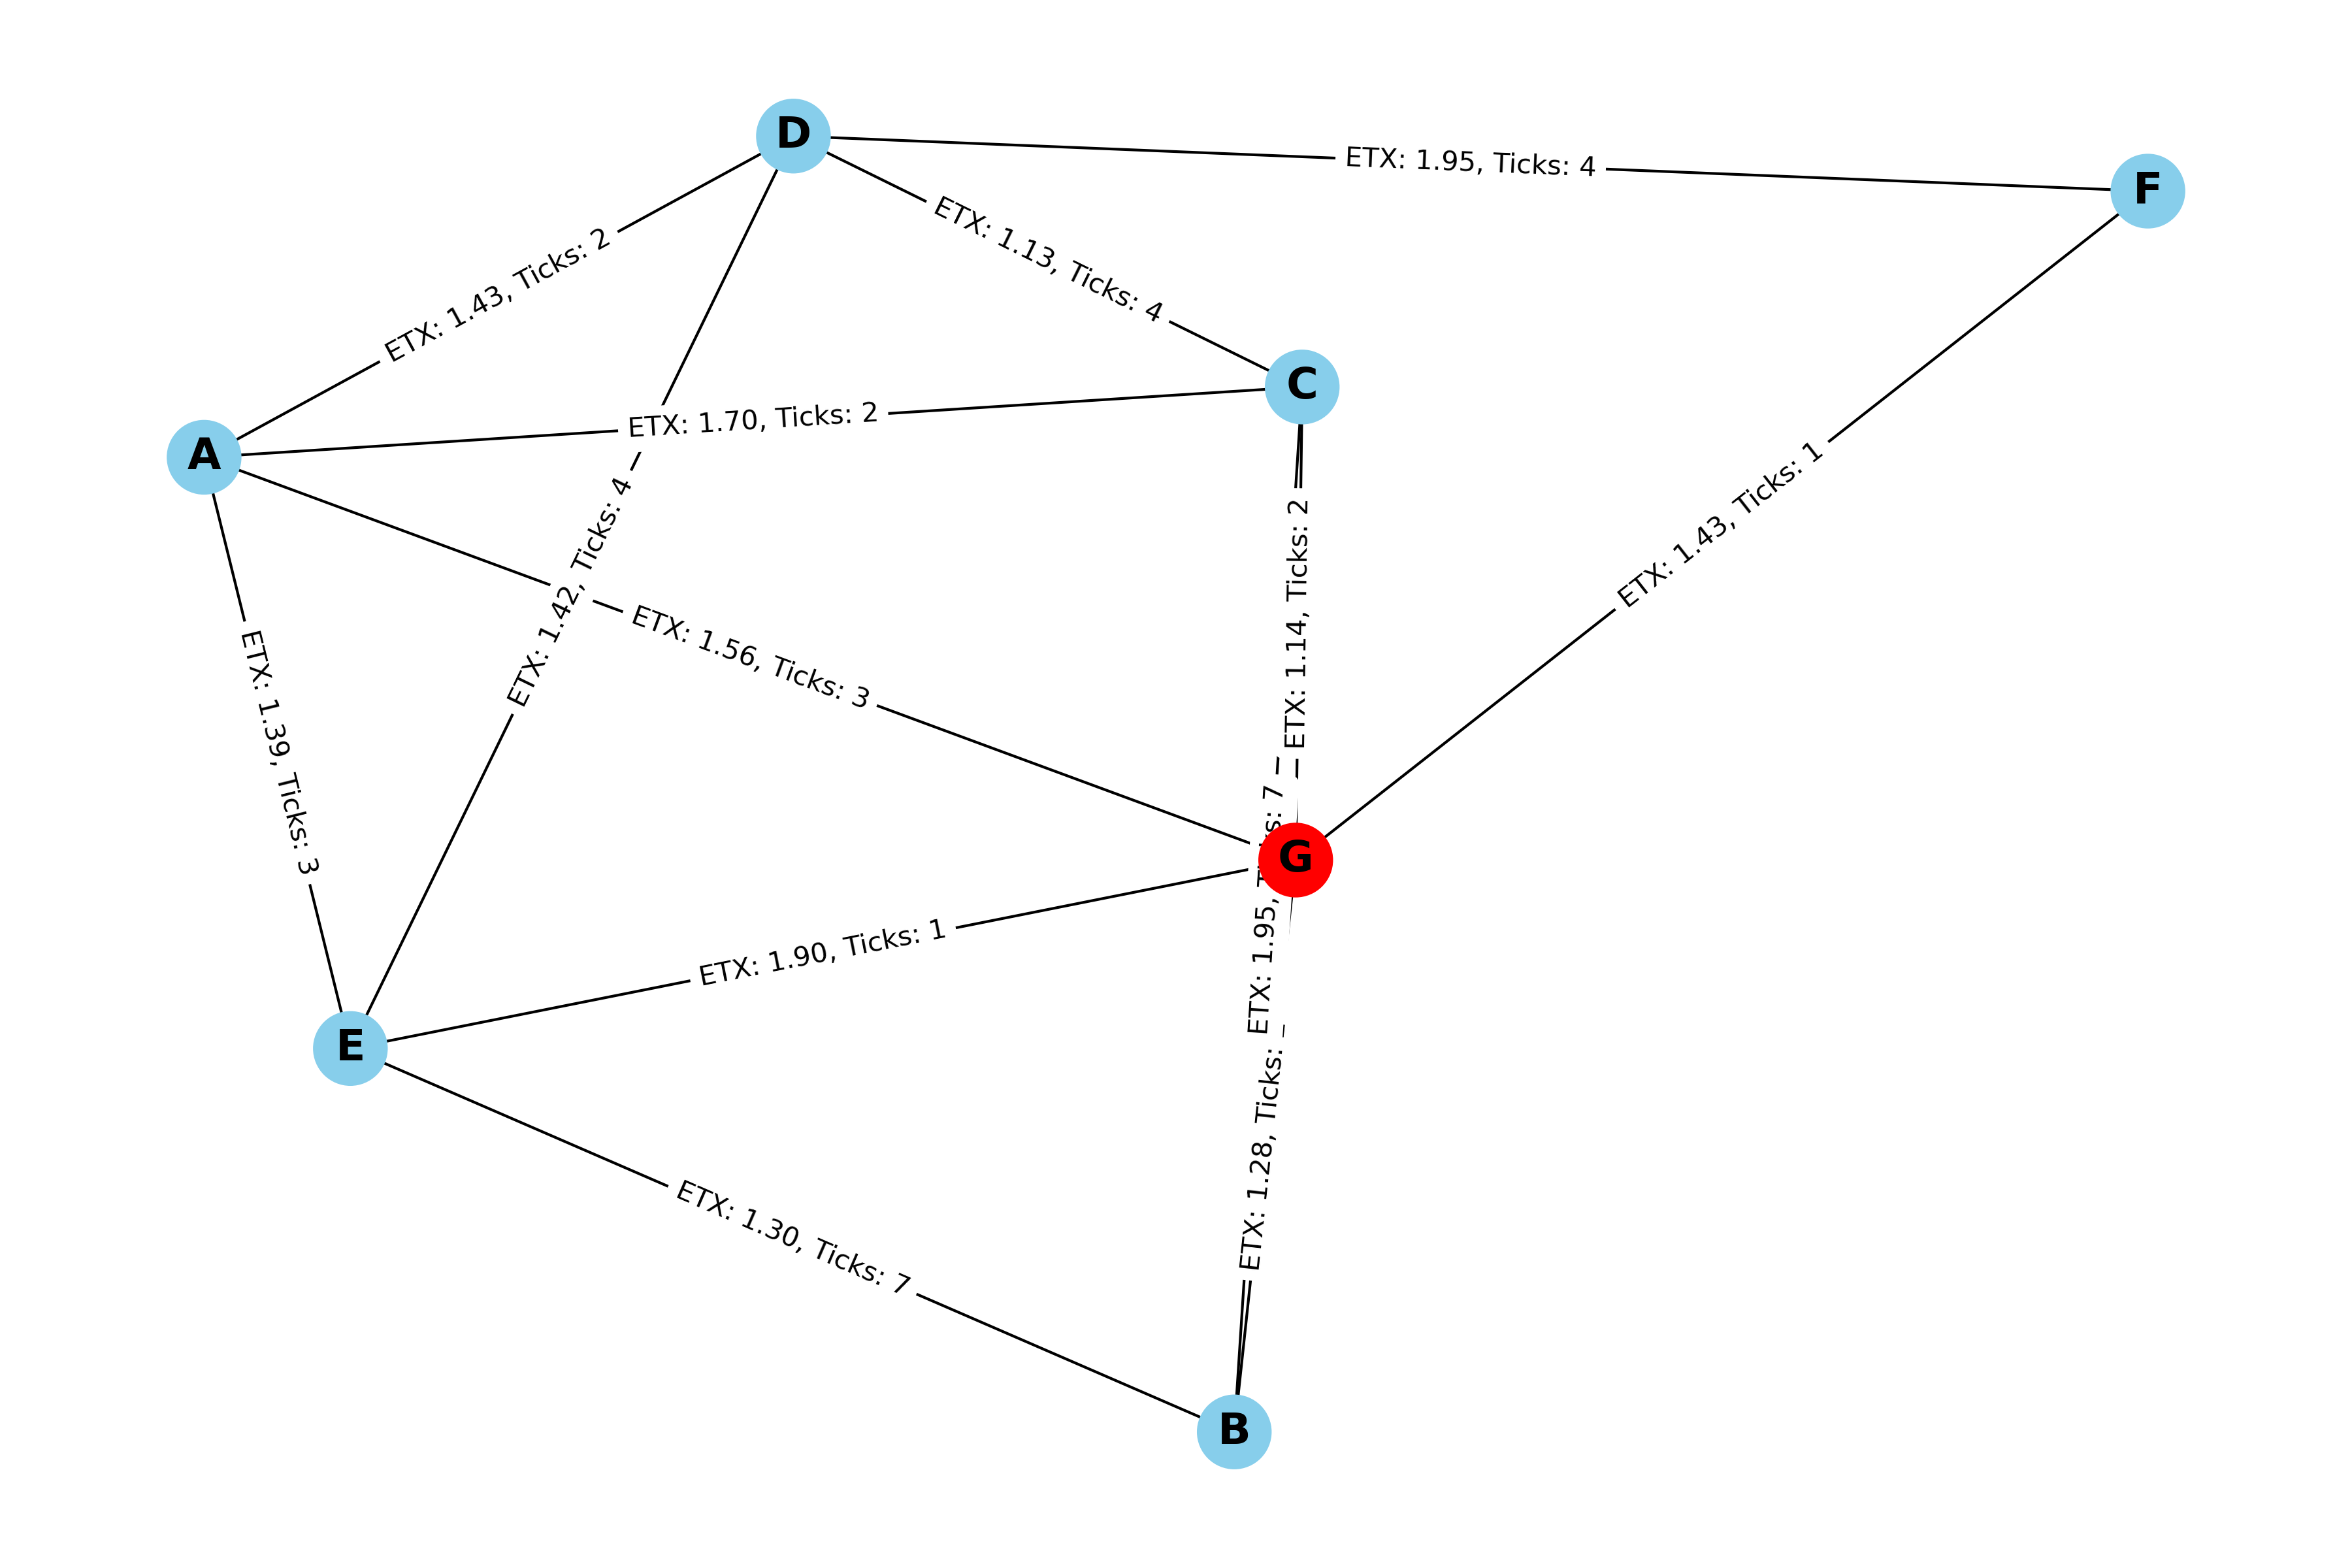 D
ETX: 1.95, Ticks: 4
F
ETX: 1.13, Ticks: 4
ETX: 1.43, Ticks: 2
C
ETX: 1.70, Ticks: 2
A
ETX: 1.42, Ticks: 4
ETX: 1.14, Ticks: 2
ETX: 1.43, Ticks: 1
ETX: 1.56, Ticks: 3
ETX: 1.39, Ticks: 3
G
ETX: 1.95, 7
ETX: 1.90, Ticks: 1
E
ETX: 1.28, Ticks:
ETX: 1.30, Ticks: 7
B